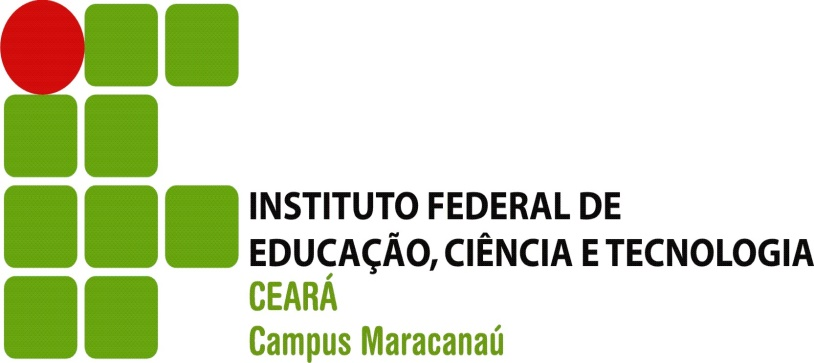 INSTITUTO FEDERAL DE
EDUCAÇÃO, CIÊNCIA E TECNOLOGIA
CEARÁ
Campus Maracanaú